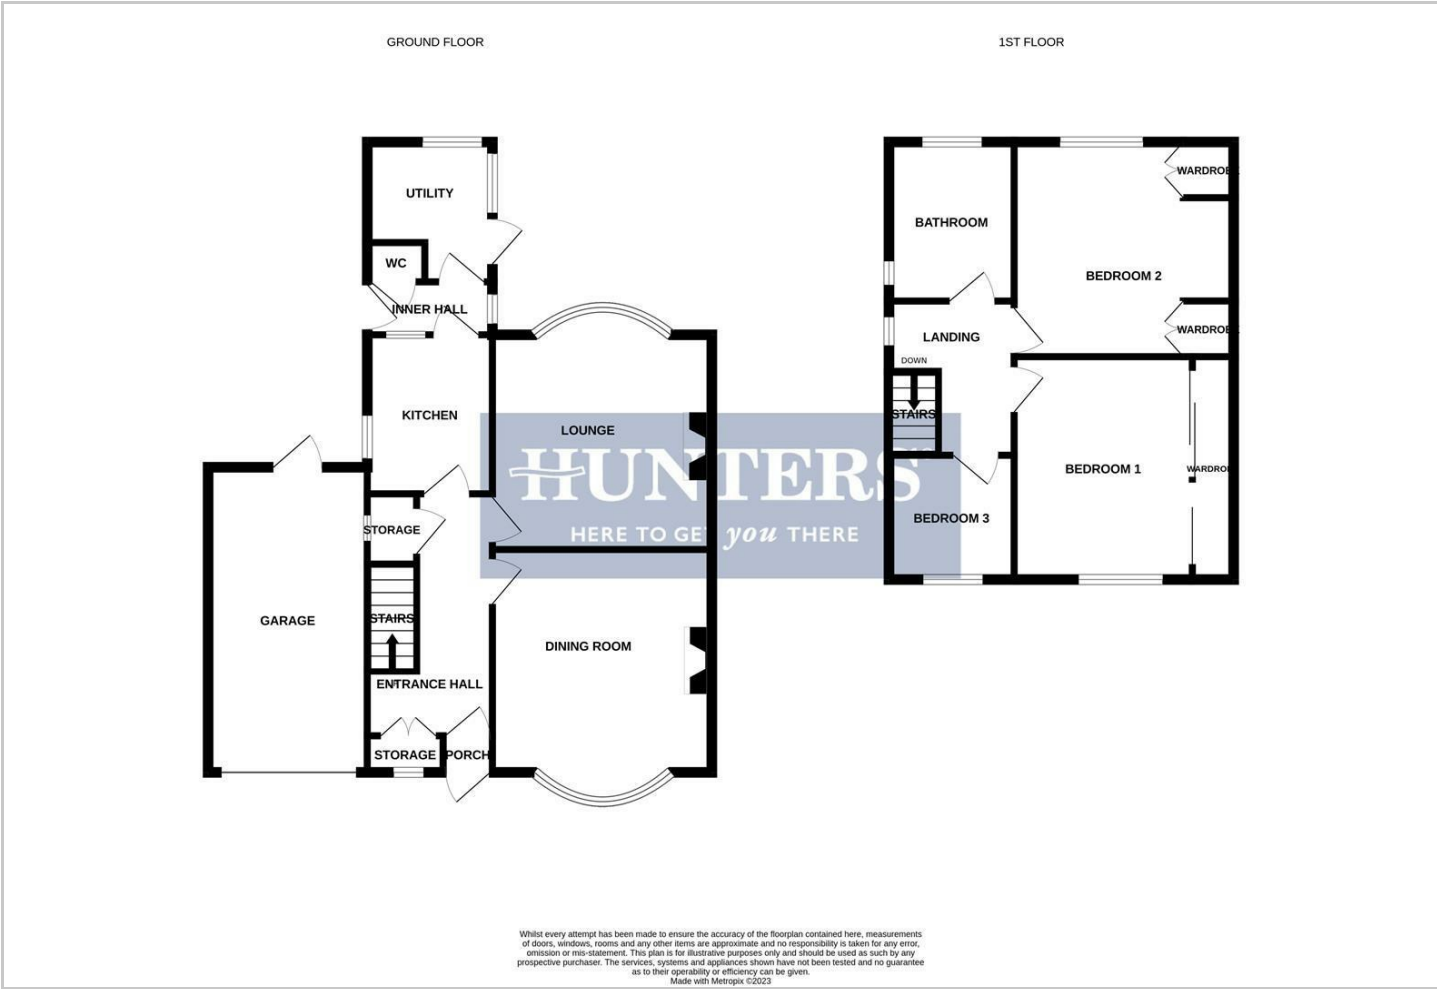 GROUND FLOOR
1ST FLOOR
UTILITY
WC
INNER HALL
KITCHEN
LOUNGE
STORAGE
GARAGE
STAIRS
DINING ROOM
ENTRANCE HALL
STORAGE
PORCH
WARDROBE
BATHROOM
BEDROOM 2
WARDROBE
LANDING
DOWN
STAIRS
BEDROOM 1
WARDROBE
BEDROOM 3
HUNTERS
HERE TO GET you THERE
Whilst every attempt has been made to ensure the accuracy of the floorplan contained here, measurements
of doors, windows, rooms and any other items are approximate and no responsibility is taken for any error,
omission or mis-statement. This plan is for illustrative purposes only and should be used as such by any
prospective purchaser. The services, systems and appliances shown have not been tested and no guarantee
as to their operability or efficiency can be given.
Made with Metropix ©2023